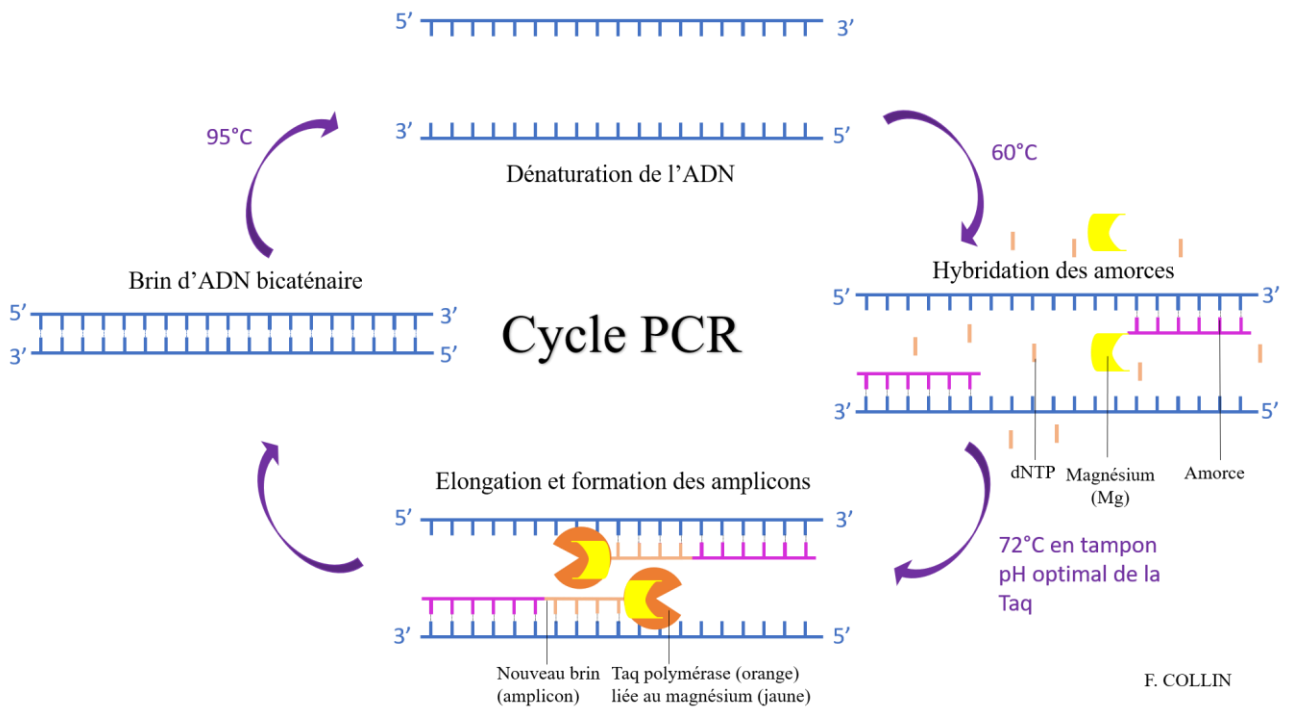 5’
3’
3’
5’
Dénaturation de l’ADN
95°C
60°C
Brin d’ADN bicaténaire
5’
3’
3’
5’
Cycle PCR
Hybridation des amorces
5’
3’
3’
5’
dNTP
Magnésium
(Mg)
Amorce
72°C en tampon
pH optimal de la
Taq
Elongation et formation des amplicons
5’
3’
3’
5’
Nouveau brin
(amplicon)
Taq polymérase (orange)
liée au magnésium (jaune)
F. COLLIN